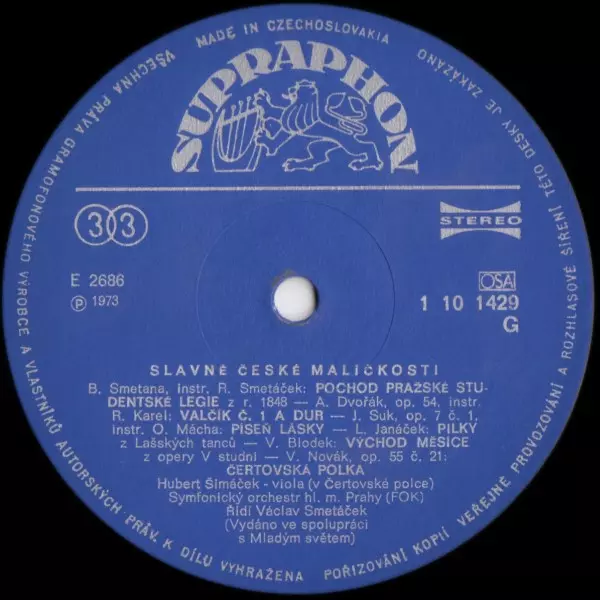 MADE IN CZECHOSLOVAKIA
VŠECHNA PRÁVA GRAMOFONOVÉHO VÝROBCE A VLASTNÍKŮ AUTORSKÝCH PRÁV. K DÍLU VYHRAŽENA POŘIZOVÁNÍ KOPIÍ VEŘEJNÉ PROVOZOVÁNÍ A ROZHLASOVÉ ŠÍŘENÍ TÉTO DESKY JE ZAKÁZÁNO
SUPRAPHON
33
STEREO
E 2686
OSA
Ⓟ 1973
1 10 1429
G
SLAVNÉ ČESKÉ MALIČKOSTI
B. Smetana, instr. R. Smetáček: POCHOD PRAŽSKÉ STU-
DENTSKÉ LEGIE z r. 1848 — A. Dvořák, op. 54, instr.
R. Karel: VALČÍK Č. 1 A DUR — J. Suk, op. 7 č. 1,
instr. O. Mácha: PÍSEŇ LÁSKY — L. Janáček: PILKY
z Lašských tanců — V. Blodek: VÝCHOD MĚSÍCE
z opery V studni — V. Novák, op. 55 č. 21:
ČERTOVSKÁ POLKA
Hubert Šimáček - viola (v Čertovské polce)
Symfonický orchestr hl. m. Prahy (FOK)
Řídí Václav Smetáček
(Vydáno ve spolupráci
s Mladým světem)